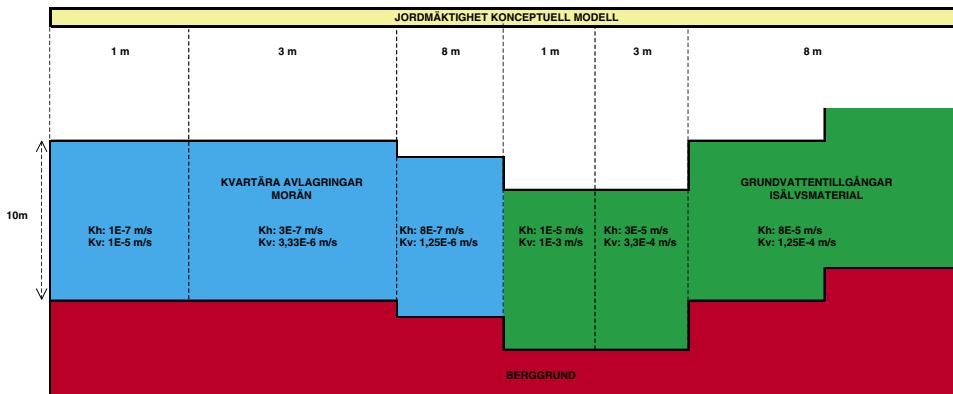 JORDMÄKTIGHET KONCEPTUELL MODELL
1 m
3 m
8 m
1 m
3 m
8 m
10m
KVARTÄRA AVLAGRINGAR
MORÄN
GRUNDVATTENTILLGÅNGAR
ISÄLVSMATERIAL
Kh: 1E-7 m/s
Kv: 1E-5 m/s
Kh: 3E-7 m/s
Kv: 3,33E-6 m/s
Kh: 8E-7 m/s
Kv: 1,25E-6 m/s
Kh: 1E-5 m/s
Kv: 1E-3 m/s
Kh: 3E-5 m/s
Kv: 3,3E-4 m/s
Kh: 8E-5 m/s
Kv: 1,25E-4 m/s
BERGGRUND